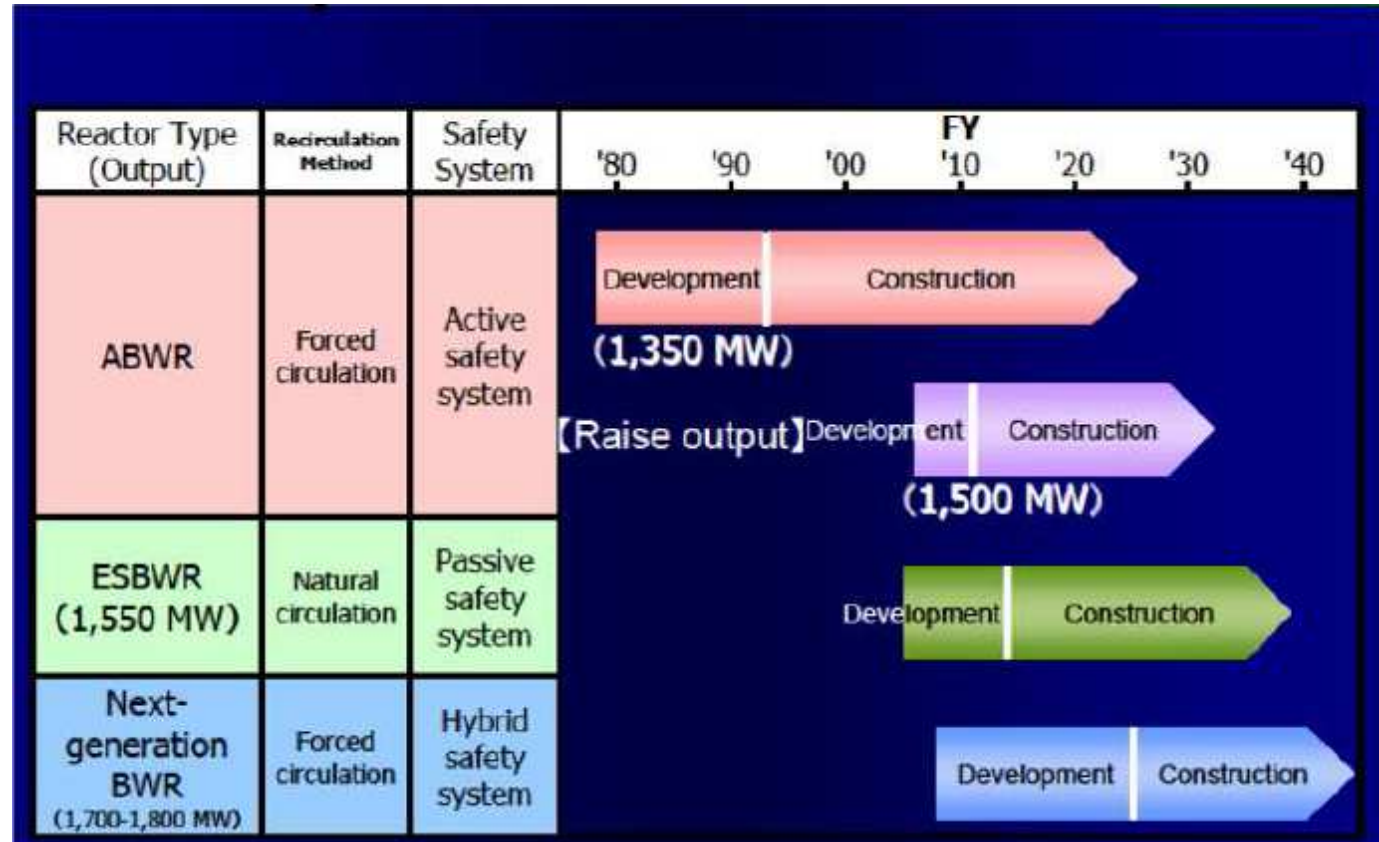 Reactor Type
(Output)
Recirculation
Method
Safety
System
FY
'80 '90 '00 '10 '20 '30 '40
ABWR
Forced
circulation
Active
safety
system
Development
Construction
(1,350 MW)
【Raise output】
Development
Construction
(1,500 MW)
ESBWR
(1,550 MW)
Natural
circulation
Passive
safety
system
Development
Construction
Next-
generation
BWR
(1,700-1,800 MW)
Forced
circulation
Hybrid
safety
system
Development
Construction